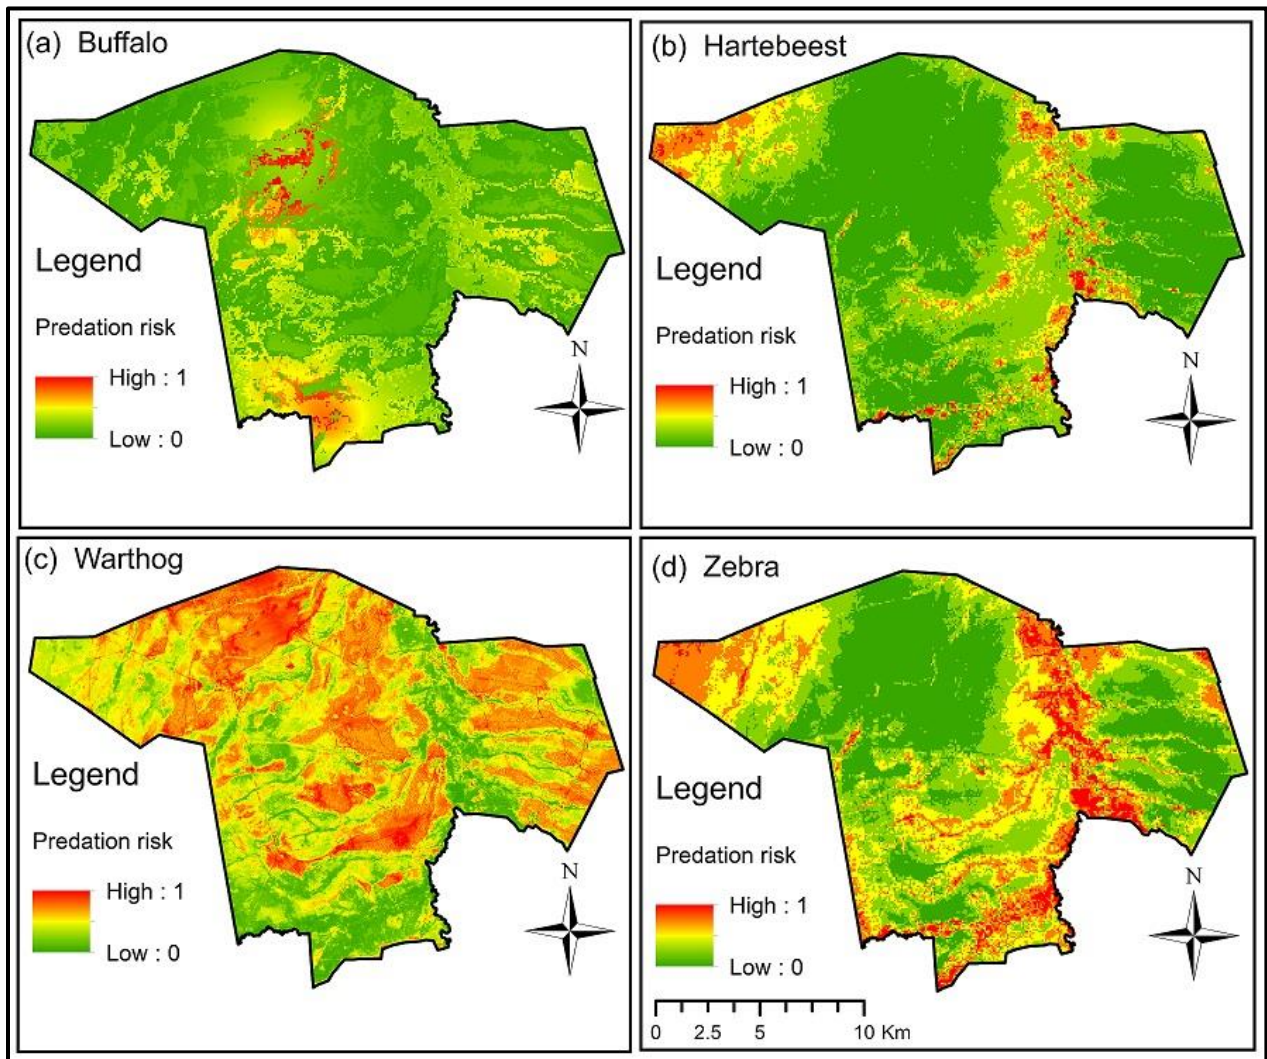 (a) Buffalo
Legend
Predation risk
High : 1
Low : 0
N
(b) Hartebeest
Legend
Predation risk
High : 1
Low : 0
N
(c) Warthog
Legend
Predation risk
High : 1
Low : 0
N
(d) Zebra
Legend
Predation risk
High : 1
Low : 0
N
0 2.5 5 10 Km